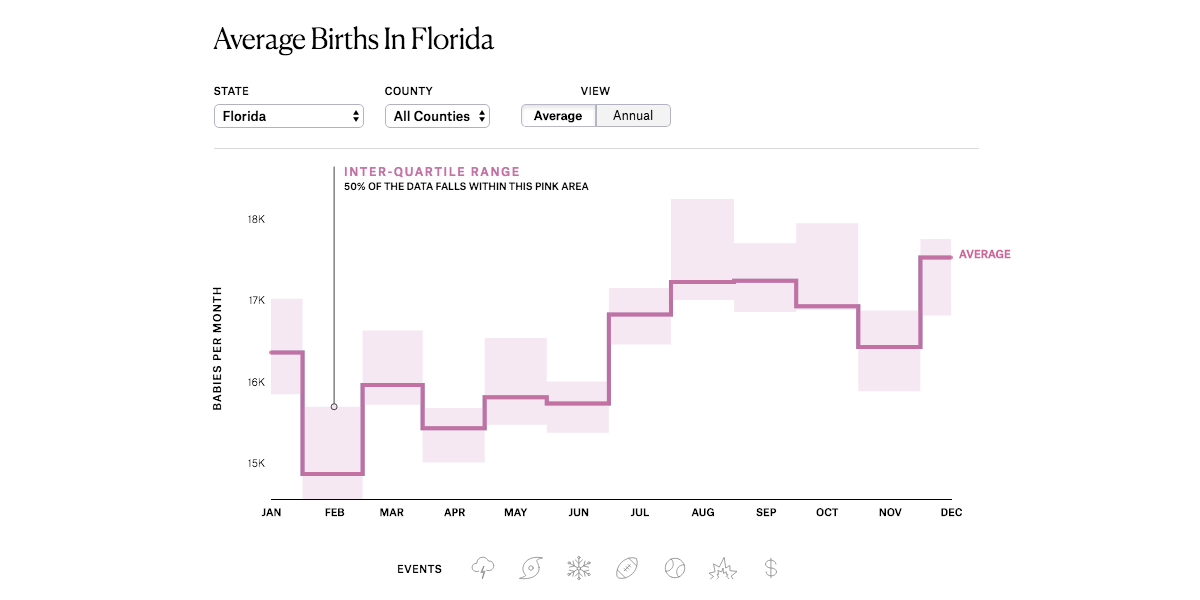 Average Births In Florida
STATE
COUNTY
VIEW
Florida
All Counties
Average
Annual
INTER-QUARTILE RANGE
50% OF THE DATA FALLS WITHIN THIS PINK AREA
18K
17K
16K
15K
BABIES PER MONTH
AVERAGE
JAN FEB MAR APR MAY JUN JUL AUG SEP OCT NOV DEC
EVENTS
$